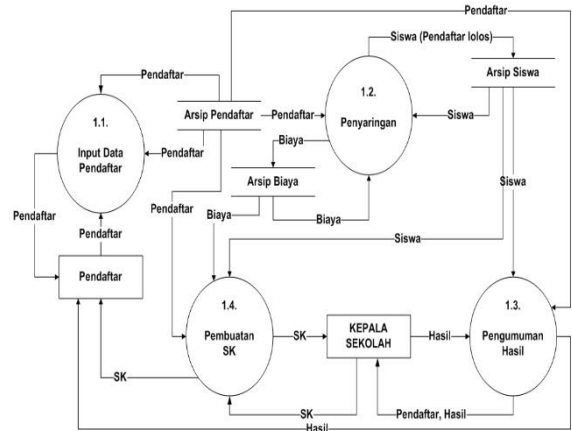 Pendaftar
Siswa (Pendaftar lolos)
Pendaftar
Arsip Siswa
1.1.
Input Data
Pendaftar
Arsip Pendaftar
Pendaftar
1.2.
Penyaringan
Siswa
Pendaftar
Biaya
Arsip Biaya
Siswa
Pendaftar
Pendaftar
Pendaftar
Biaya
Biaya
Siswa
Pendaftar
1.4.
Pembuatan
SK
SK
KEPALA
SEKOLAH
Hasil
1.3.
Pengumuman
Hasil
SK
SK
Pendaftar, Hasil
Hasil